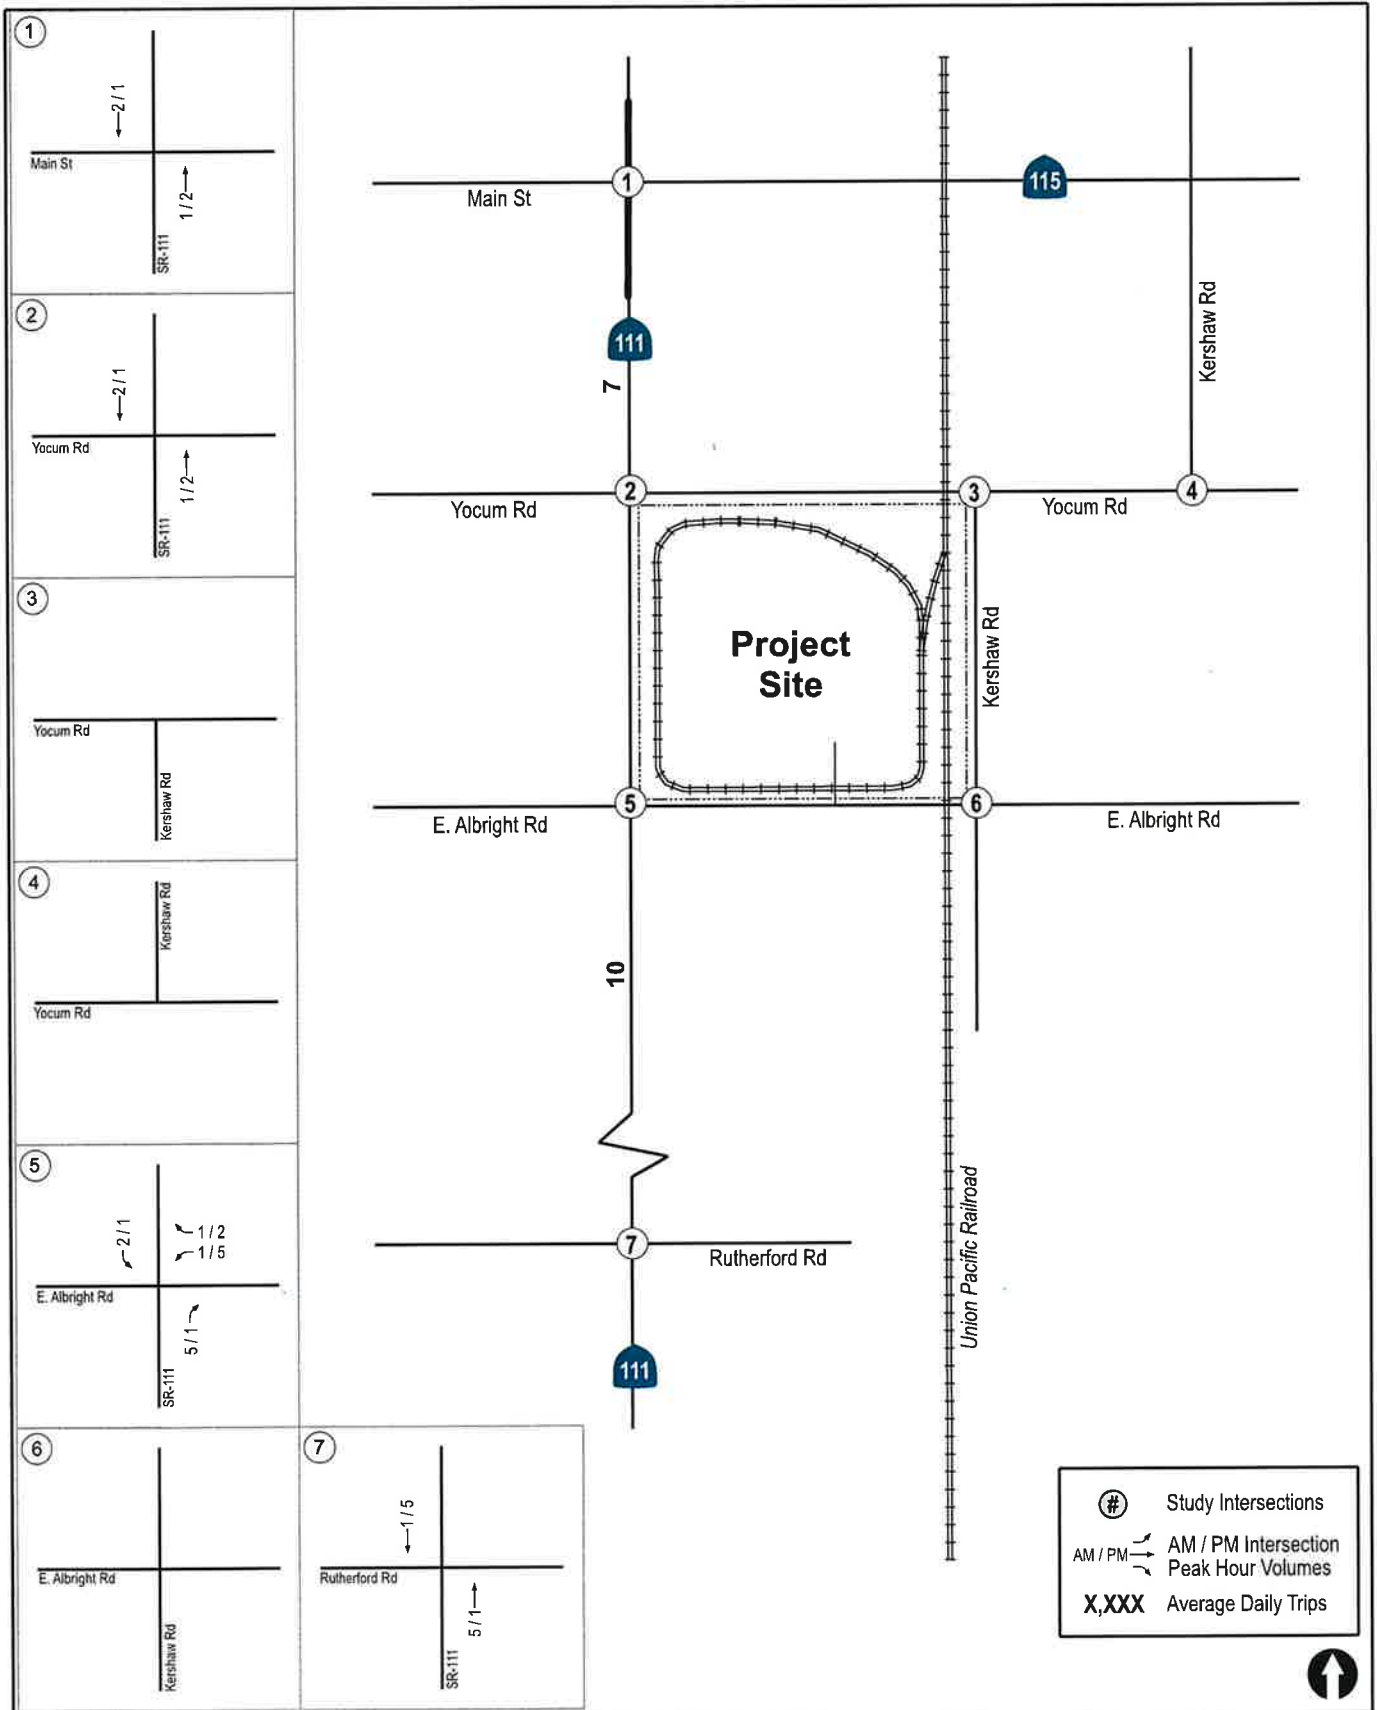 1
2 / 1
Main St
1 / 2
SR-111
2
2 / 1
Yocum Rd
1 / 2
SR-111
3
Yocum Rd
Kershaw Rd
4
Kershaw Rd
Yocum Rd
5
2 / 1
1 / 2
1 / 5
E. Albright Rd
5 / 1
SR-111
6
E. Albright Rd
Kershaw Rd
7
1 / 5
Rutherford Rd
5 / 1
SR-111
1
Main St
115
111
7
Kershaw Rd
2
Yocum Rd
3
Yocum Rd
4
Project
Site
Kershaw Rd
5
E. Albright Rd
6
E. Albright Rd
10
Union Pacific Railroad
7
Rutherford Rd
111
# Study Intersections
AM / PM AM / PM Intersection
Peak Hour Volumes
X,XXX Average Daily Trips